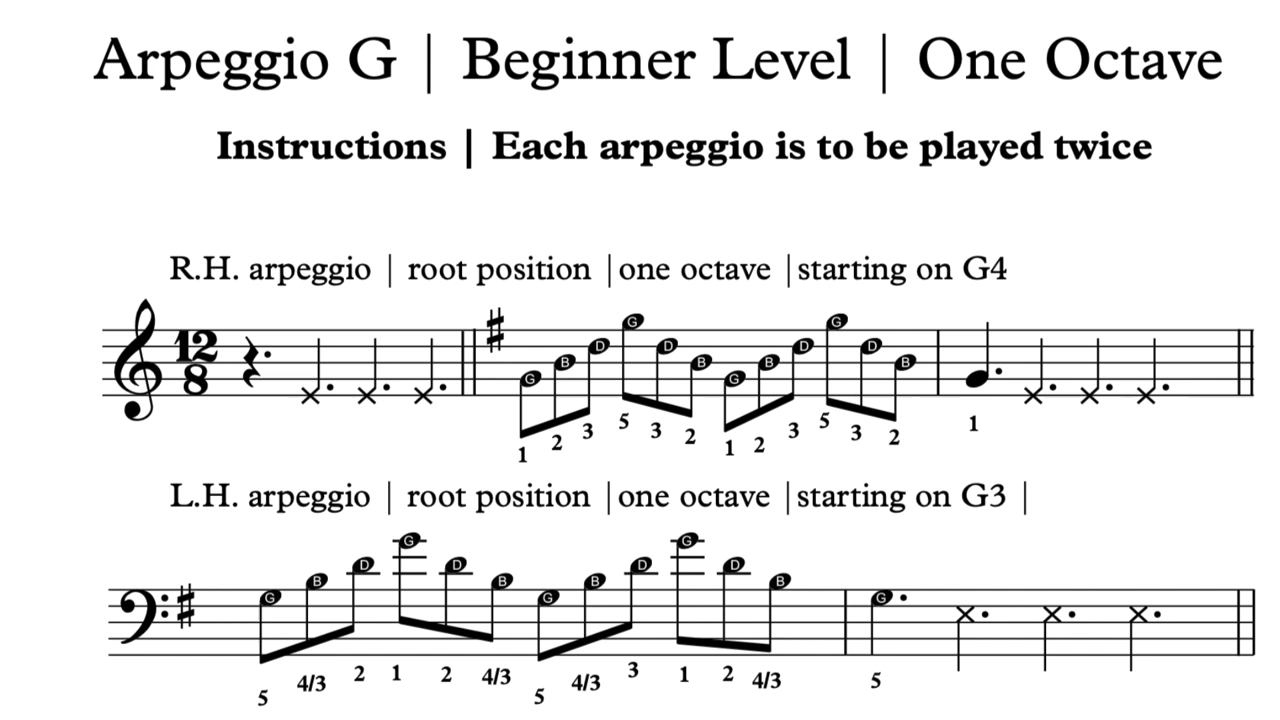 Arpeggio G | Beginner Level | One Octave
Instructions | Each arpeggio is to be played twice
R.H. arpeggio | root position |one octave |starting on G4
12
8
G B D G D B G B D G D B
1 2 3 5 3 2 1 2 3 5 3 2 1
L.H. arpeggio | root position |one octave |starting on G3 |
G B D G D B G B D G D B G
5 4/3 2 1 2 4/3 5 4/3 3 1 2 4/3 5